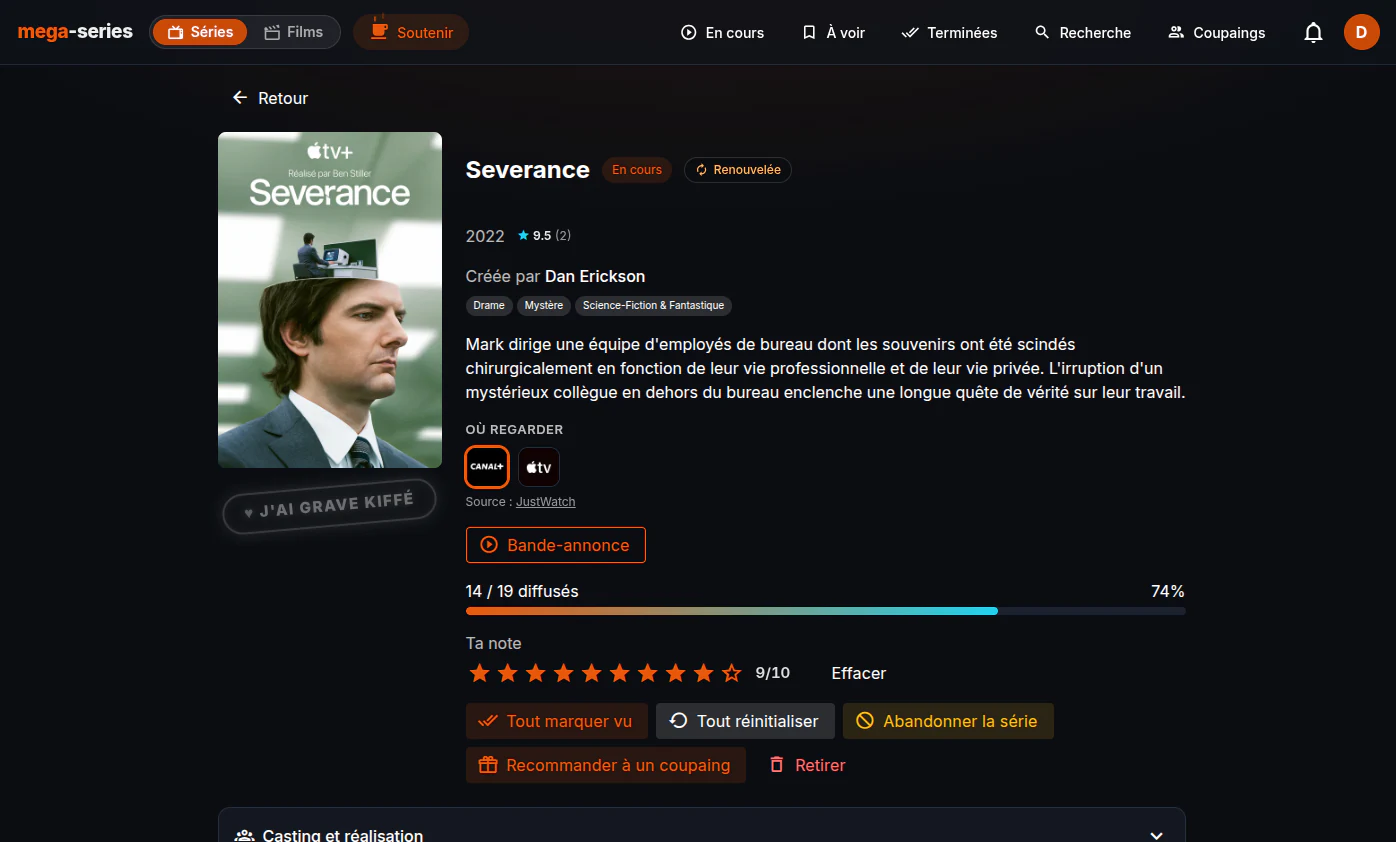 mega-series
Séries
Films
Soutenir
En cours
À voir
Terminées
Recherche
Coupaings
D
Retour
tv+
Réalisé par Ben Stiller
Severance
Severance
En cours
Renouvelée
2022
9.5 (2)
Créée par Dan Erickson
Drame
Mystère
Science-Fiction & Fantastique
Mark dirige une équipe d'employés de bureau dont les souvenirs ont été scindés
chirurgicalement en fonction de leur vie professionnelle et de leur vie privée. L'irruption d'un
mystérieux collègue en dehors du bureau enclenche une longue quête de vérité sur leur travail.
OÙ REGARDER
CANAL+
tv
Source : JustWatch
♥ J'AI GRAVE KIFFÉ
Bande-annonce
14 / 19 diffusés
74%
Ta note
9/10
Effacer
Tout marquer vu
Tout réinitialiser
Abandonner la série
Recommander à un coupaing
Retirer
Casting et réalisation